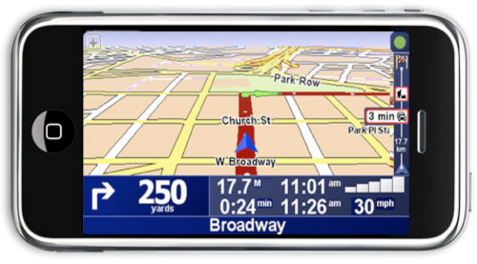 Park Row
Church St
3 min
Park Pl Sta
17.7
km
W.Broadway
250
yards
17.7 M
11:01 am
0:24 min
11:26 am
30 mph
Broadway